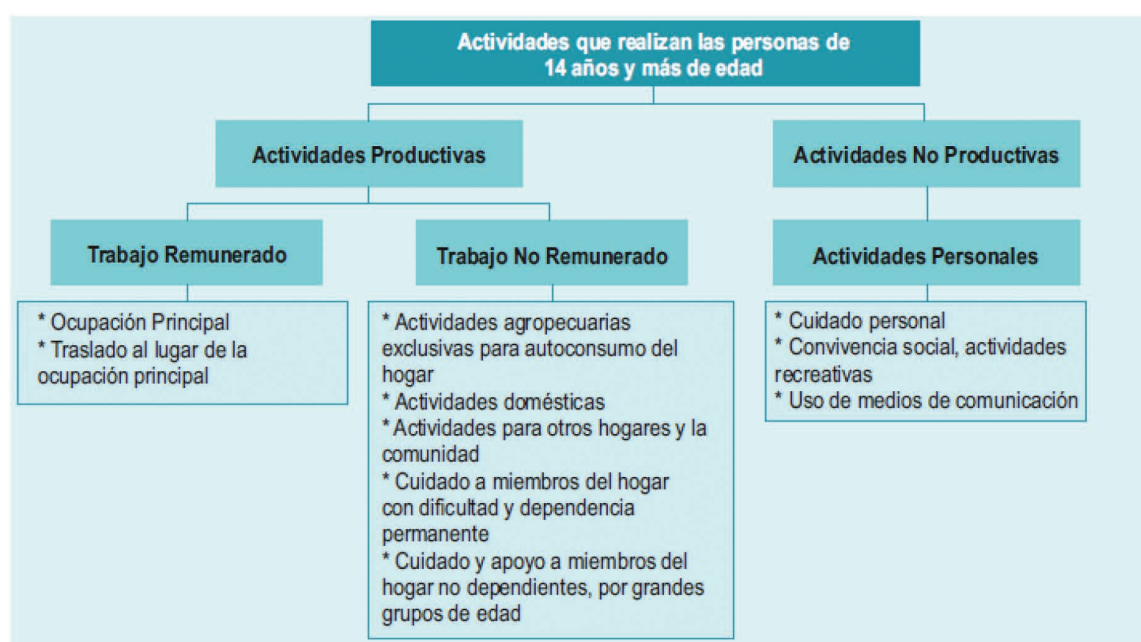 Actividades que realizan las personas de
14 años y más de edad
Actividades Productivas
Actividades No Productivas
Trabajo Remunerado
Trabajo No Remunerado
Actividades Personales
* Ocupación Principal
* Traslado al lugar de la
ocupación principal
* Actividades agropecuarias
exclusivas para autoconsumo del
hogar
* Actividades domésticas
* Actividades para otros hogares y la
comunidad
* Cuidado a miembros del hogar
con dificultad y dependencia
permanente
* Cuidado y apoyo a miembros del
hogar no dependientes, por grandes
grupos de edad
* Cuidado personal
* Convivencia social, actividades
recreativas
* Uso de medios de comunicación